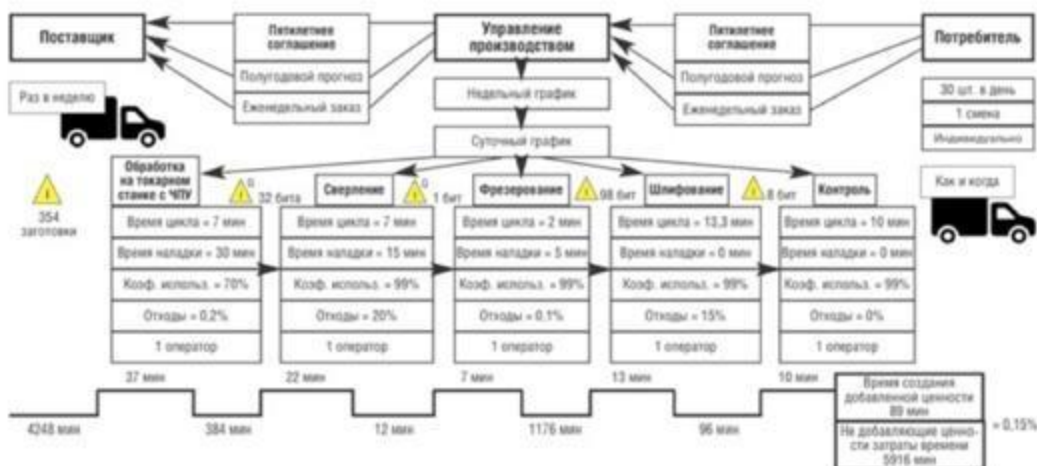 Поставщик
Пятилетнее
соглашение
Полугодовой прогноз
Еженедельный заказ
Управление
производством
Недельный график
Суточный график
Пятилетнее
соглашение
Полугодовой прогноз
Еженедельный заказ
Потребитель
30 шт. в день
1 смена
Индивидуально
Раз в неделю
Как и когда
354
заготовки
Обработка
на токарном
станке с ЧПУ
Время цикла = 7 мин
Время наладки = 30 мин
Коэф. использ. = 70%
Отходы = 0.2%
1 оператор
32 бита
Сверление
Время цикла = 7 мин
Время наладки = 15 мин
Коэф. использ. = 99%
Отходы = 20%
1 оператор
1 бит
Фрезерование
Время цикла = 2 мин
Время наладки = 5 мин
Коэф. использ. = 99%
Отходы = 0.1%
1 оператор
98 бит
Шлифование
Время цикла = 13,3 мин
Время наладки = 0 мин
Коэф. использ. = 99%
Отходы = 15%
1 оператор
8 бит
Контроль
Время цикла = 10 мин
Время наладки = 0 мин
Коэф. использ. = 99%
Отходы = 0%
1 оператор
37 мин
22 мин
7 мин
13 мин
10 мин
4248 мин
384 мин
12 мин
1176 мин
96 мин
Время создания
добавленной ценности
89 мин
Не добавляющие ценно-
сти затраты времени
5916 мин
= 0,15%